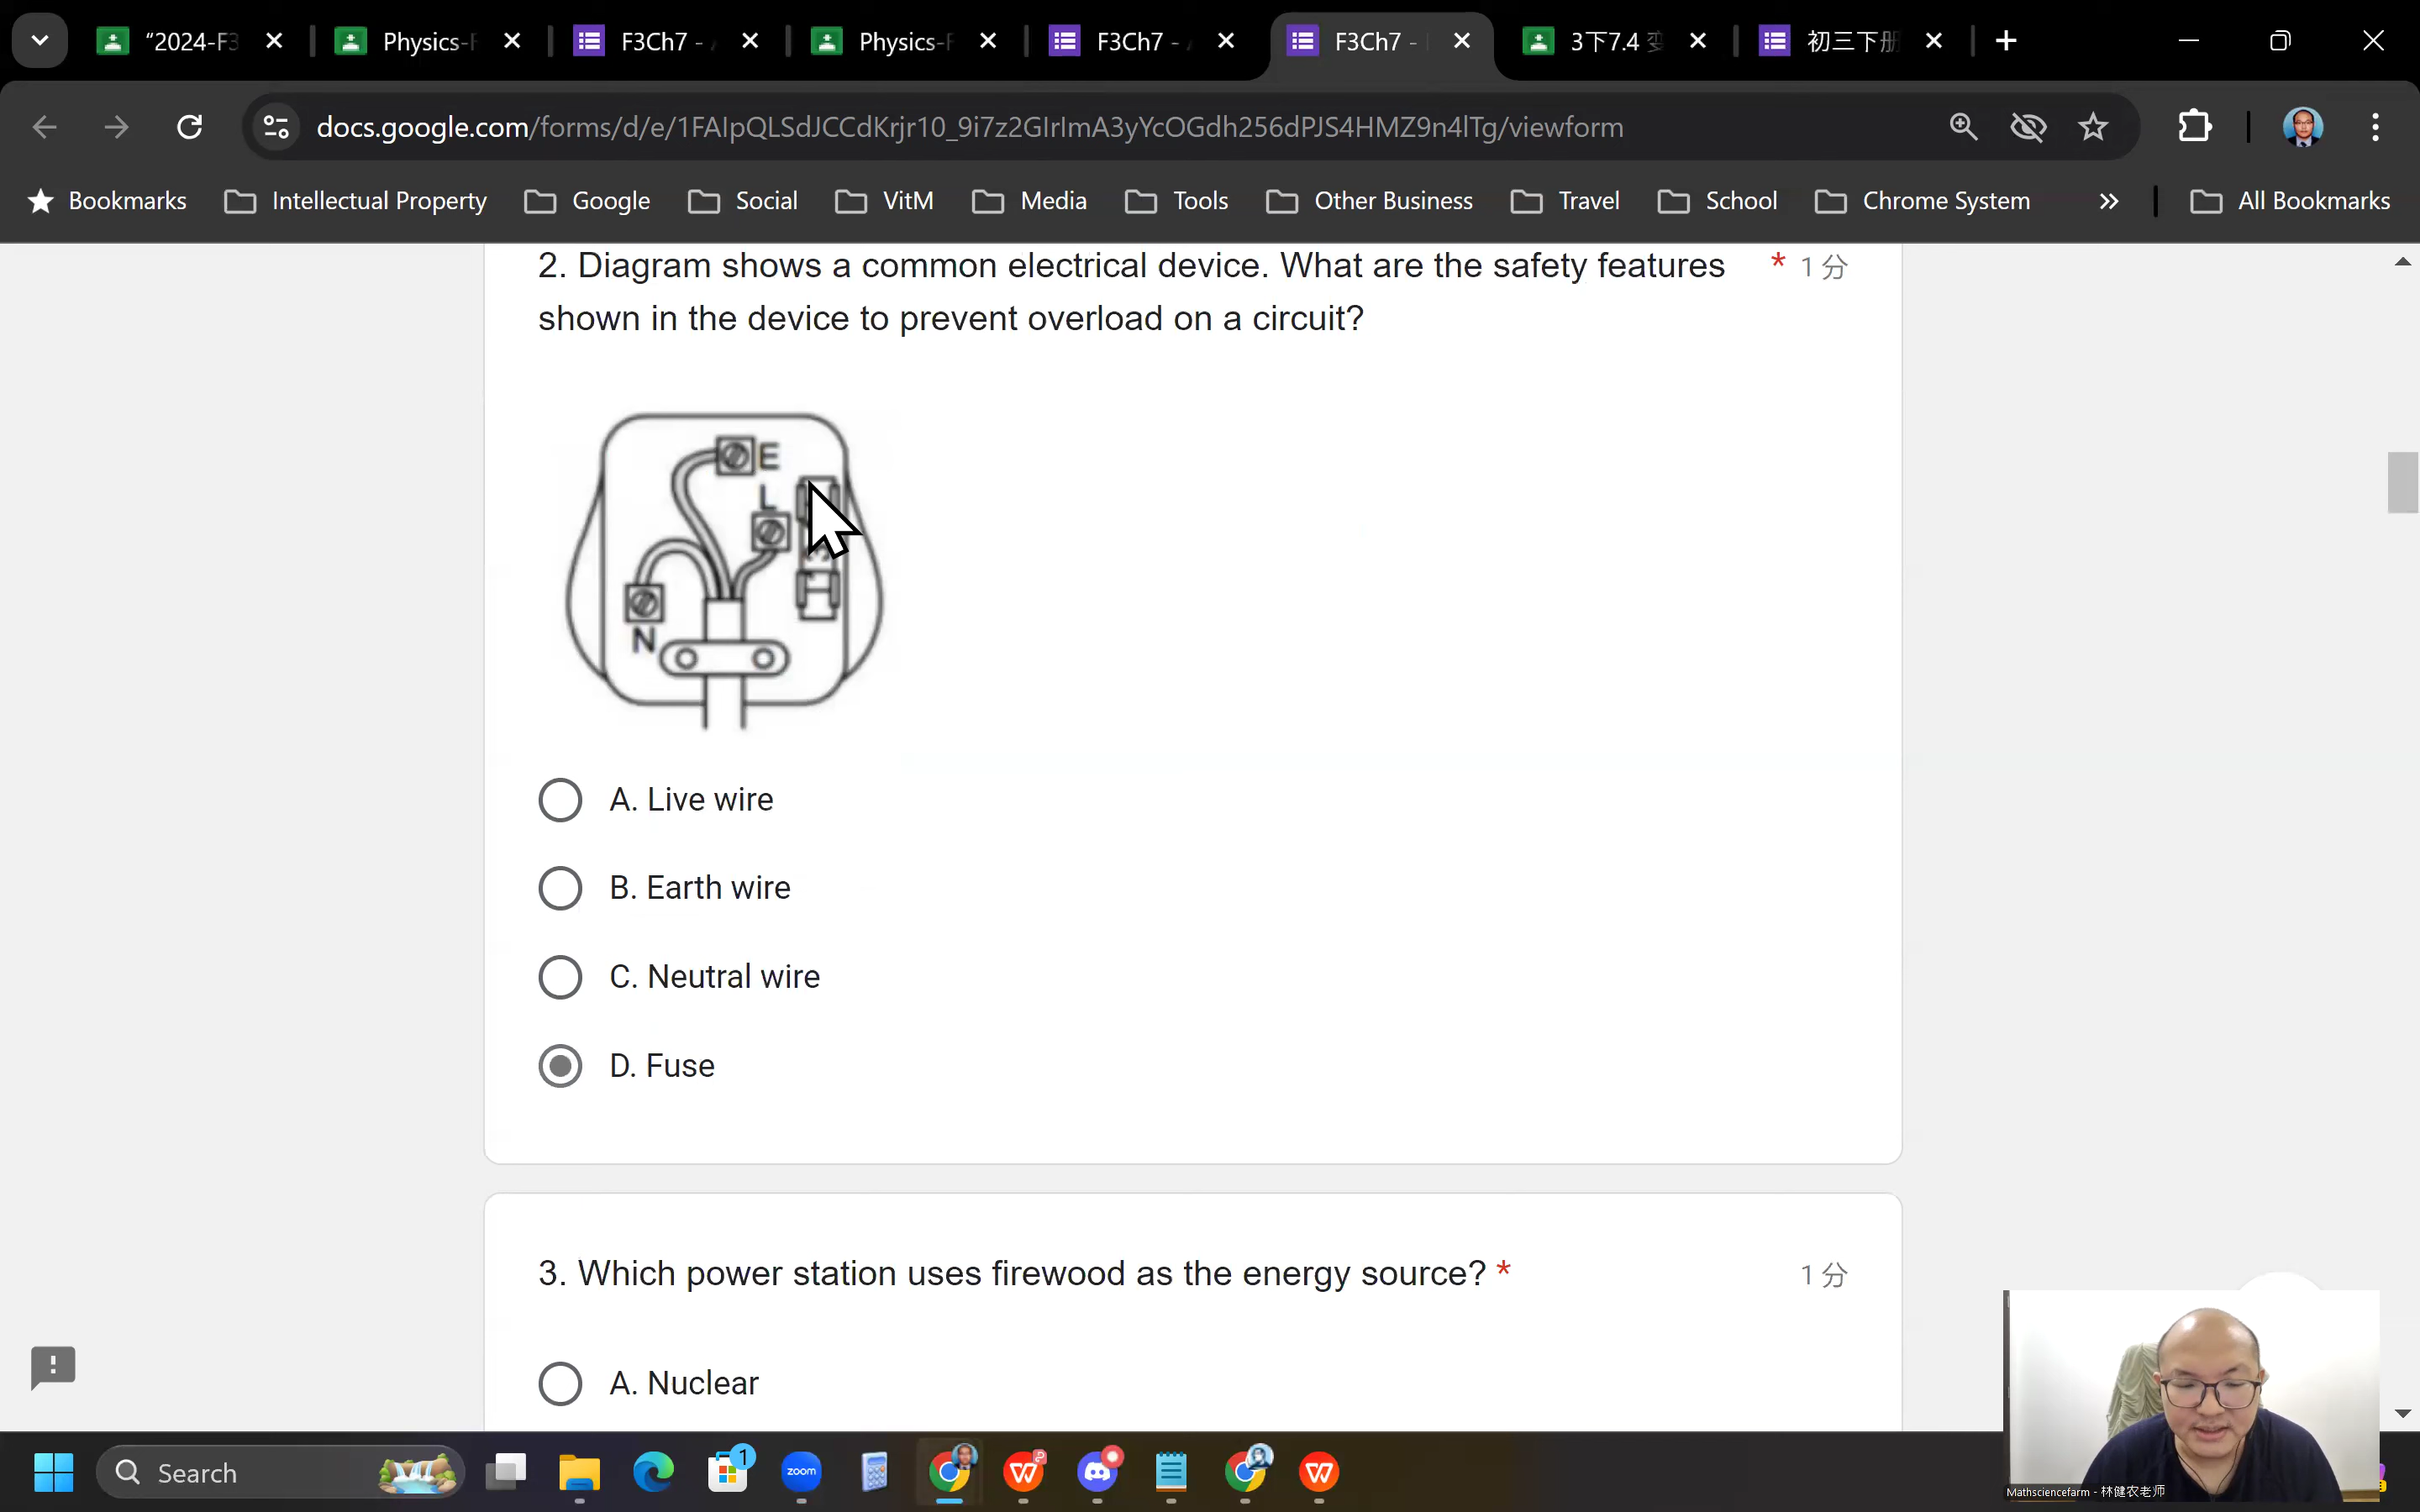 “2024-F3
Physics-F
F3Ch7 -
Physics-F
F3Ch7 -
F3Ch7 -
3下7.4 变
初三下册
docs.google.com/forms/d/e/1FAIpQLSdJCCdKrjr10_9i7z2GIrImA3yYcOGdh256dPJS4HMZ9n4lTg/viewform
Bookmarks
Intellectual Property
Google
Social
VitM
Media
Tools
Other Business
Travel
School
Chrome System
All Bookmarks
2. Diagram shows a common electrical device. What are the safety features * 1 分
shown in the device to prevent overload on a circuit?
E
L
N
A. Live wire
B. Earth wire
C. Neutral wire
D. Fuse
3. Which power station uses firewood as the energy source? * 1 分
A. Nuclear
Search
1
zoom
Mathsciencefarm - 林健农老师